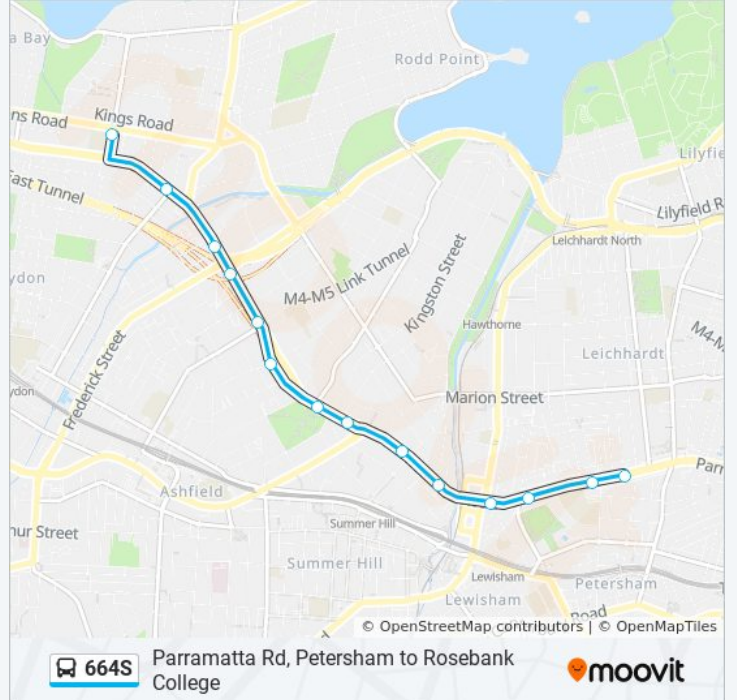 a Bay
Rodd Point
ns Road
Kings Road
Lilyfie
East Tunnel
Lilyfield R
Leichhardt North
ydon
M4-M5 Link Tunnel
Kingston Street
Hawthorne
M4-M
Leichhardt
Frederick Street
ydon
Marion Street
Parr
Ashfield
Summer Hill
hur Street
Summer Hill
Lewisham
Petersham
Lewisham
Road
© OpenStreetMap contributors | © OpenMapTiles
664S
Parramatta Rd, Petersham to Rosebank
College
moovit